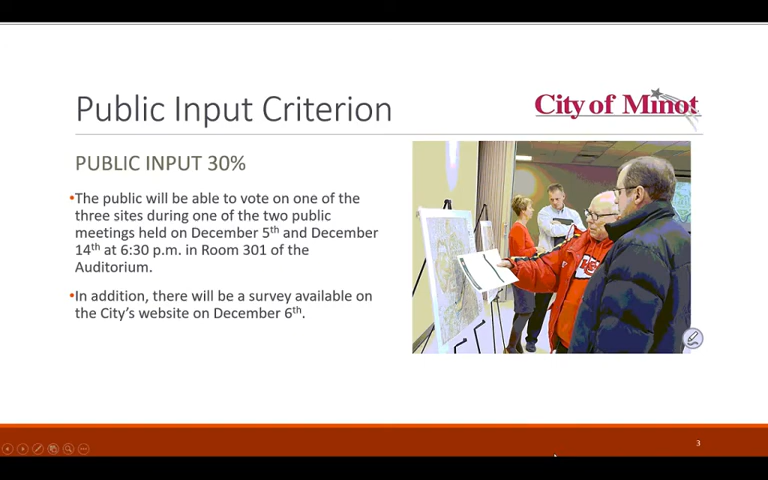 Public Input Criterion
City of Minot
PUBLIC INPUT 30%
•The public will be able to vote on one of the
three sites during one of the two public
meetings held on December 5th and December
14th at 6:30 p.m. in Room 301 of the
Auditorium.
•In addition, there will be a survey available on
the City's website on December 6th.
3